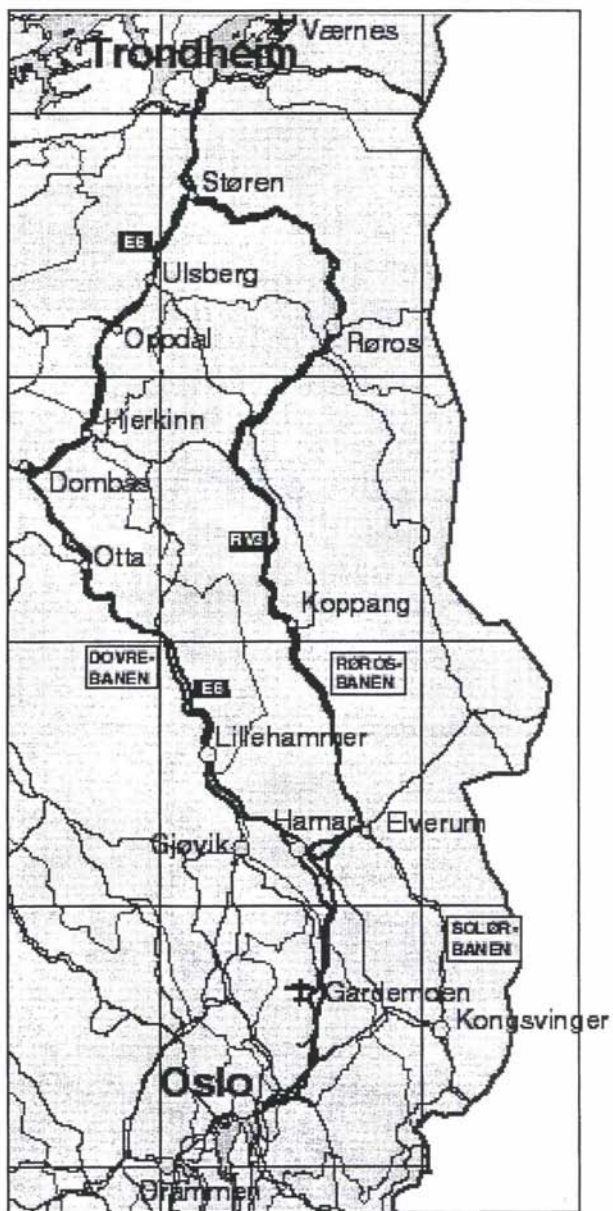 Værnes
Trondheim
Støren
E6
Ulsberg
Oppdal
Røros
Hjerkinn
Dombås
Otta
RV3
Koppang
DOVRE-
BANEN
RØROS-
BANEN
E6
Lillehammer
Hamar
Elverum
Gjøvik
SOLØR-
BANEN
Gardemoen
Kongsvinger
Oslo
Drammen